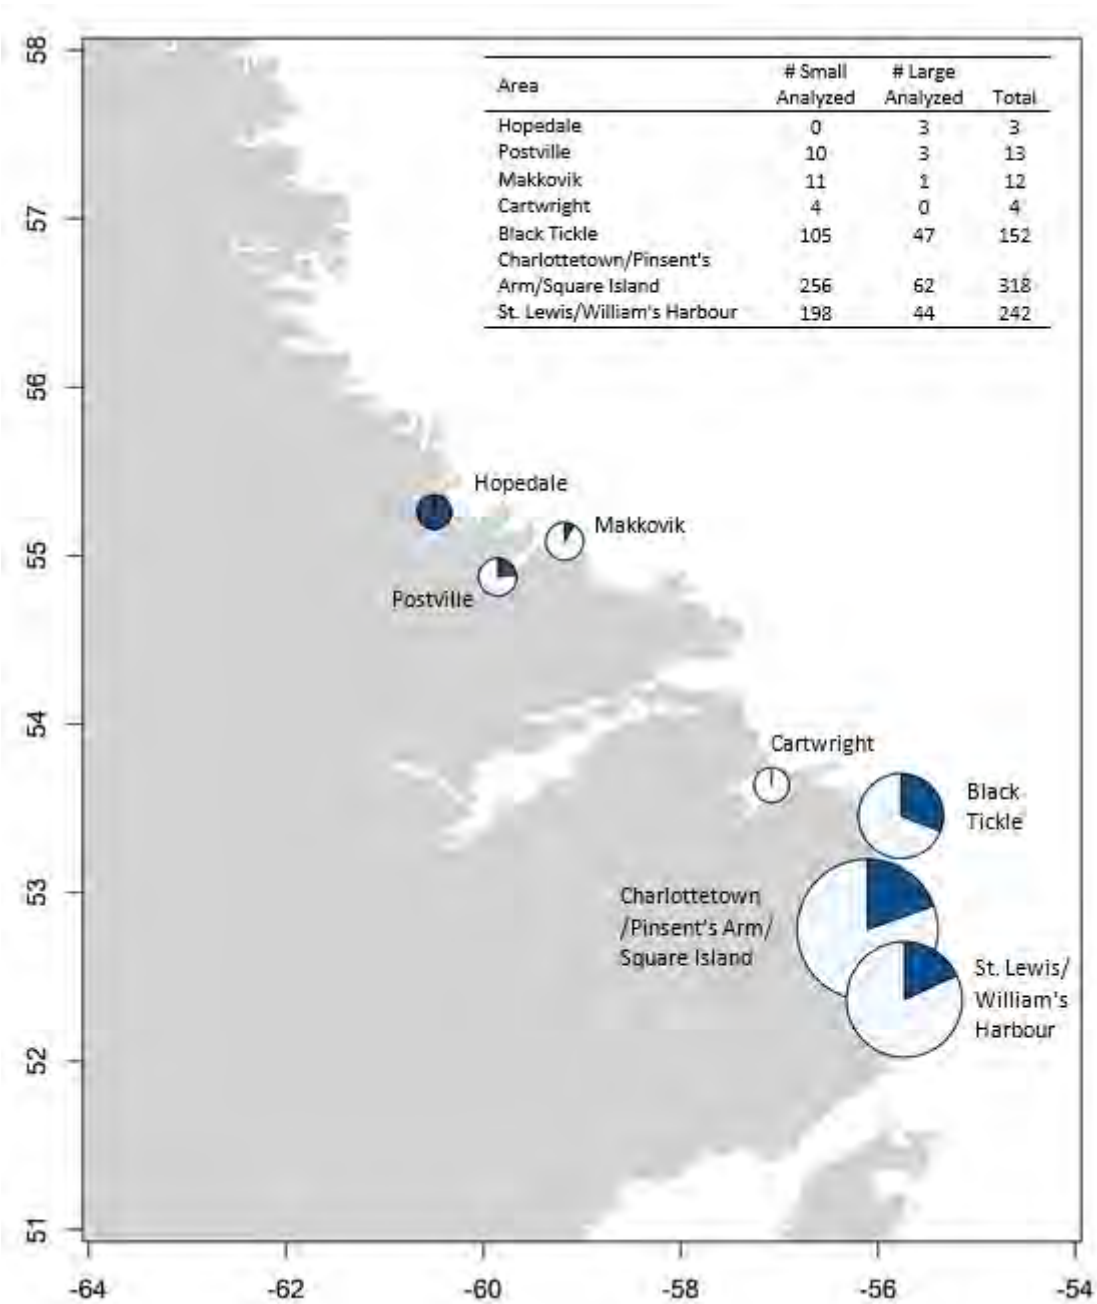 Area # Small Analyzed # Large Analyzed Total
Hopedale 0 3 3
Postville 10 3 13
Makkovik 11 1 12
Cartwright 4 0 4
Black Tickle 105 47 152
Charlottetown/Pinsent's
Arm/Square Island 256 62 318
St. Lewis/William's Harbour 198 44 242
58
57
56
55
54
53
52
51
Hopedale
Makkovik
Postville
Cartwright
Black
Tickle
Charlottetown
/Pinsent's Arm/
Square Island
St. Lewis/
William's
Harbour
-64 -62 -60 -58 -56 -54